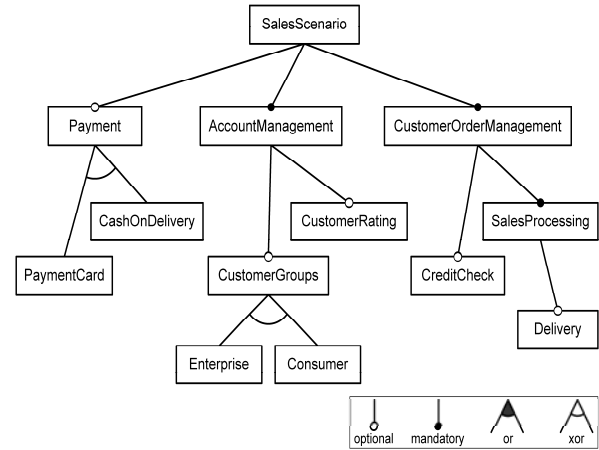 SalesScenario
Payment
AccountManagement
CustomerOrderManagement
CashOnDelivery
CustomerRating
SalesProcessing
PaymentCard
CustomerGroups
CreditCheck
Delivery
Enterprise
Consumer
optional
mandatory
or
xor